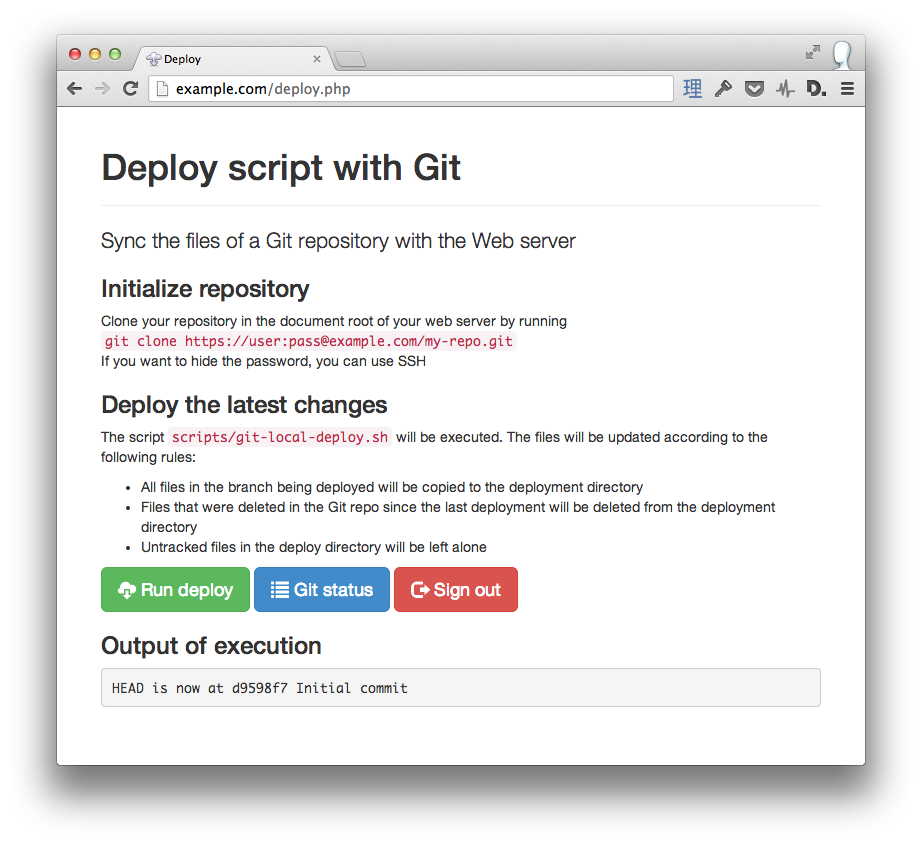 Deploy
example.com/deploy.php
理
D.
Deploy script with Git
Sync the files of a Git repository with the Web server
Initialize repository
Clone your repository in the document root of your web server by running
git clone https://user:pass@example.com/my-repo.git
If you want to hide the password, you can use SSH
Deploy the latest changes
The script scripts/git-local-deploy.sh will be executed. The files will be updated according to the
following rules:
• All files in the branch being deployed will be copied to the deployment directory
• Files that were deleted in the Git repo since the last deployment will be deleted from the deployment
directory
• Untracked files in the deploy directory will be left alone
Run deploy Git status Sign out
Output of execution
HEAD is now at d9598f7 Initial commit